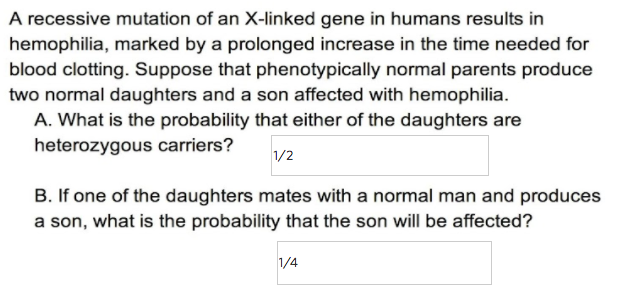 A recessive mutation of an X-linked gene in humans results in
hemophilia, marked by a prolonged increase in the time needed for
blood clotting. Suppose that phenotypically normal parents produce
two normal daughters and a son affected with hemophilia.
A. What is the probability that either of the daughters are
heterozygous carriers?
1/2
B. If one of the daughters mates with a normal man and produces
a son, what is the probability that the son will be affected?
1/4